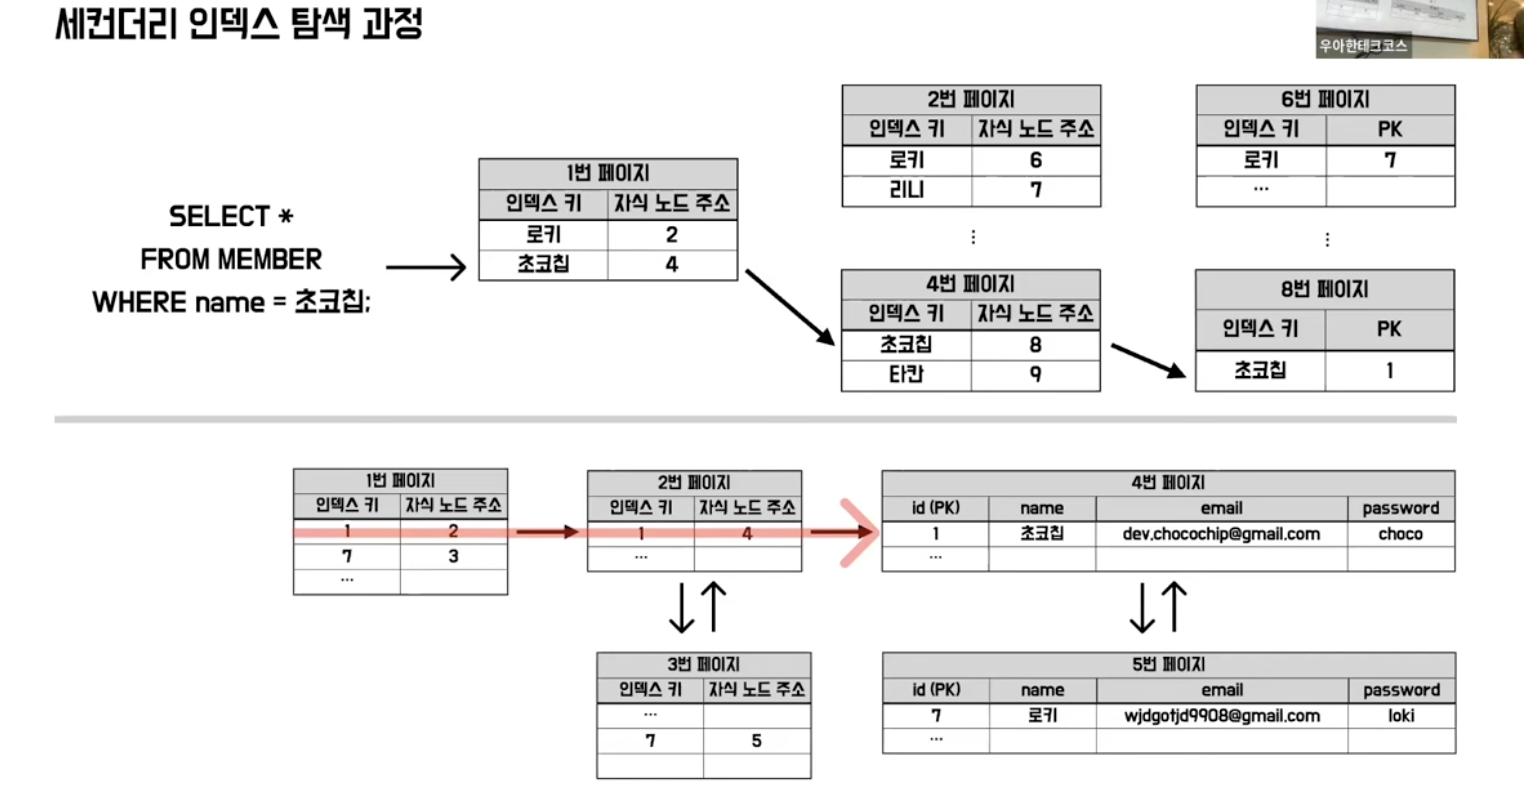 세컨더리 인덱스 탐색 과정
우아한테크코스
SELECT *
FROM MEMBER
WHERE name = 초코칩;
1번 페이지
인덱스 키 자식 노드 주소
로키 2
초코칩 4
2번 페이지
인덱스 키 자식 노드 주소
로키 6
리니 7
⋮
4번 페이지
인덱스 키 자식 노드 주소
초코칩 8
타칸 9
6번 페이지
인덱스 키 PK
로키 7
...
⋮
8번 페이지
인덱스 키 PK
초코칩 1
1번 페이지
인덱스 키 자식 노드 주소
1 2
7 3
...
2번 페이지
인덱스 키 자식 노드 주소
1 4
...
3번 페이지
인덱스 키 자식 노드 주소
...
7 5
4번 페이지
id (PK) name email password
1 초코칩 dev.chocochip@gmail.com choco
...
5번 페이지
id (PK) name email password
7 로키 wjdgotjd9908@gmail.com loki
...